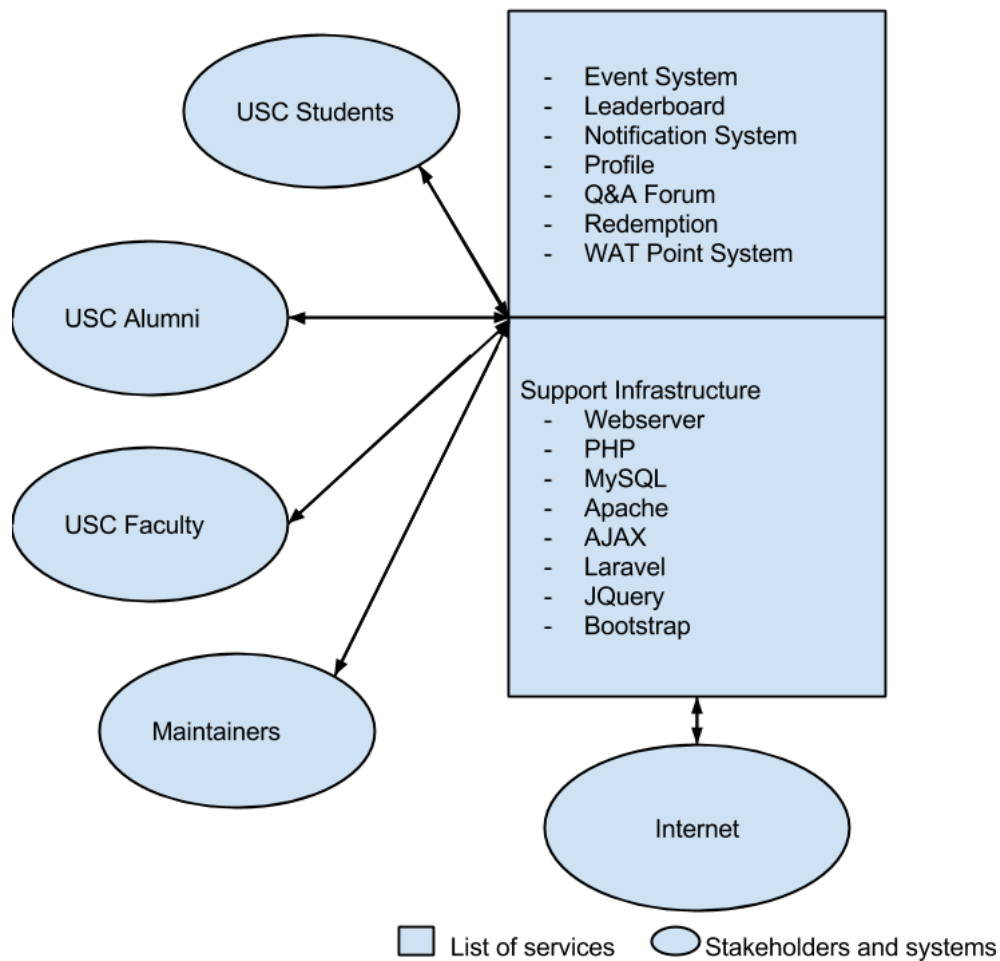 USC Students
USC Alumni
USC Faculty
Maintainers
- Event System
- Leaderboard
- Notification System
- Profile
- Q&A Forum
- Redemption
- WAT Point System
Support Infrastructure
- Webserver
- PHP
- MySQL
- Apache
- AJAX
- Laravel
- JQuery
- Bootstrap
Internet
List of services
Stakeholders and systems